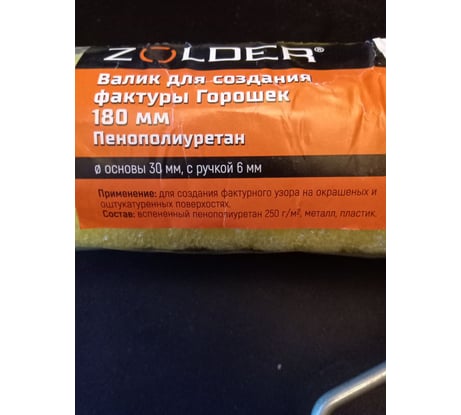 ZOLDER®
Валик для создания
фактуры Горошек
180 мм
Пенополиуретан
ø основы 30 мм, с ручкой 6 мм
Применение: для создания фактурного узора на окрашеных и
оштукатуренных поверхностях.
Состав: вспененный пенополиуретан 250 г/м², металл, пластик.